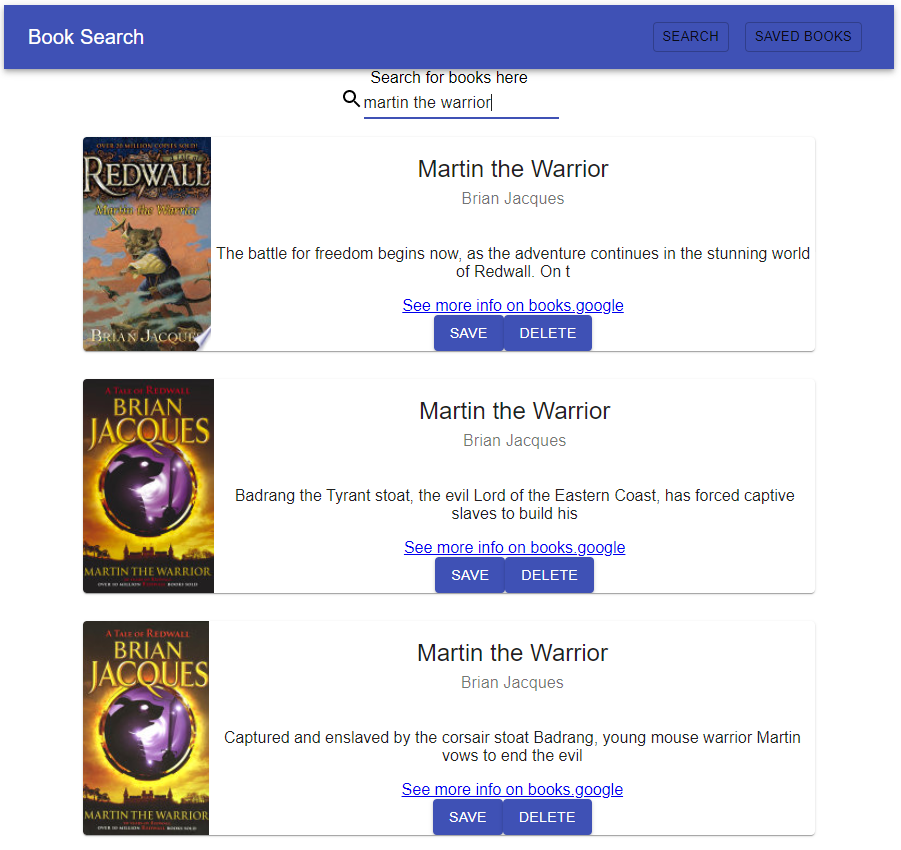 Book Search
SEARCH
SAVED BOOKS
Search for books here
martin the warrior
OVER 20 MILLION COPIES SOLD!
A TALE OF
REDWALL
Martin the Warrior
BRIAN JACQUES
Martin the Warrior
Brian Jacques
The battle for freedom begins now, as the adventure continues in the stunning world
of Redwall. On t
See more info on books.google
SAVE
DELETE
A TALE OF REDWALL
BRIAN
JACQUES
MARTIN THE WARRIOR
OVER 20 MILLION REDWALL BOOKS SOLD
Martin the Warrior
Brian Jacques
Badrang the Tyrant stoat, the evil Lord of the Eastern Coast, has forced captive
slaves to build his
See more info on books.google
SAVE
DELETE
A TALE OF REDWALL
BRIAN
JACQUES
MARTIN THE WARRIOR
OVER 20 MILLION REDWALL BOOKS SOLD
Martin the Warrior
Brian Jacques
Captured and enslaved by the corsair stoat Badrang, young mouse warrior Martin
vows to end the evil
See more info on books.google
SAVE
DELETE